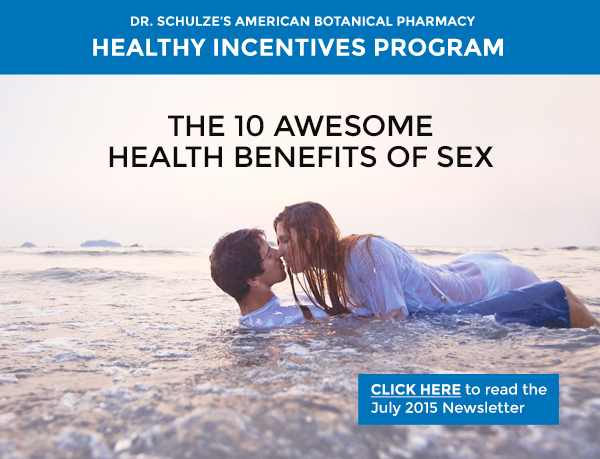 DR. SCHULZE'S AMERICAN BOTANICAL PHARMACY
HEALTHY INCENTIVES PROGRAM
THE 10 AWESOME
HEALTH BENEFITS OF SEX
CLICK HERE to read the
July 2015 Newsletter